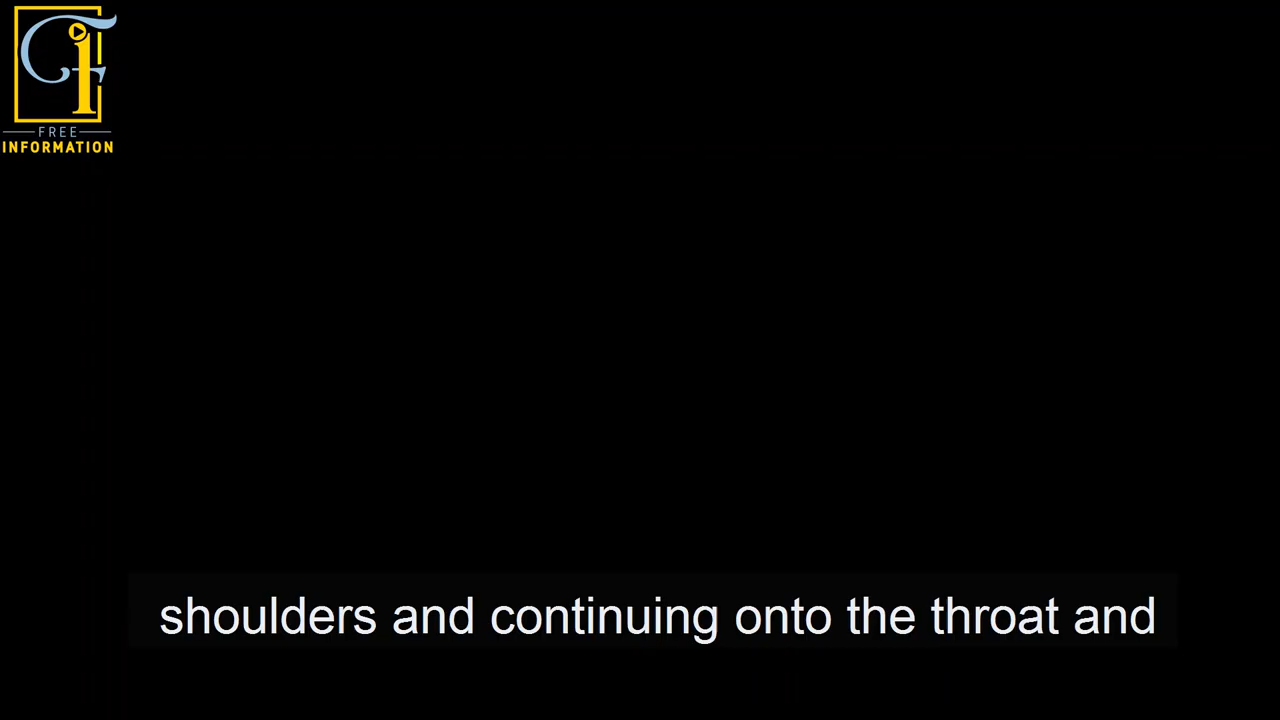 FREE
INFORMATION
shoulders and continuing onto the throat and